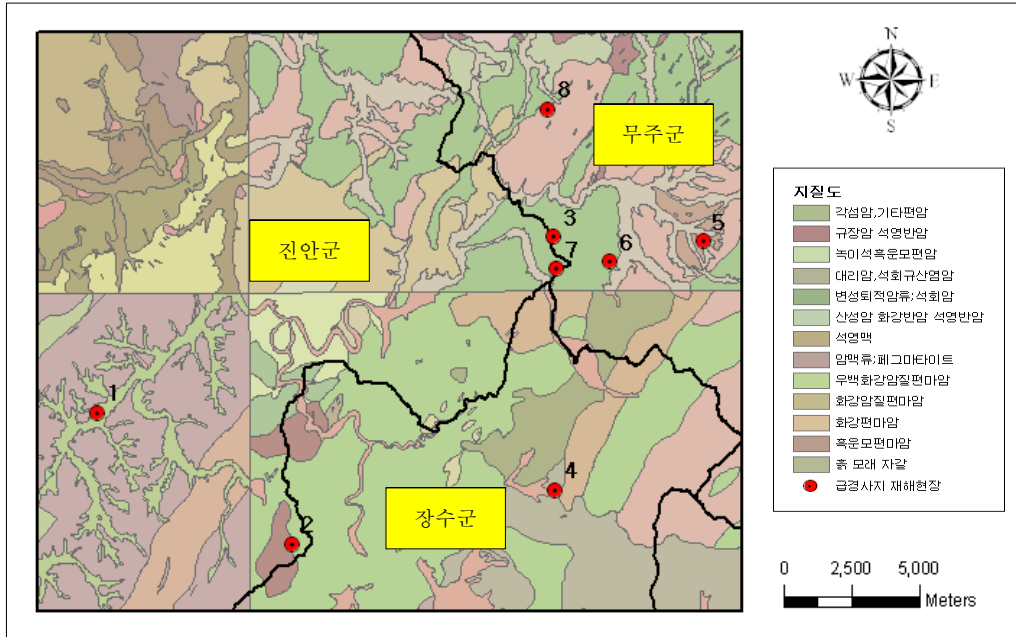 N
W E
S
8
무주군
3
5
진안군
7
6
1
4
장수군
2
지질도
각섬암,기타편암
규장암 석영반암
녹미석흑운모편암
대리암,석회규산염암
변성퇴적암류;석회암
산성암 화강반암 석영반암
석영맥
암맥류;페그마타이트
우백화강암질편마암
화강암질편마암
화강편마암
흑운모편마암
흙 모래 자갈
급경사지 재해현장
0 2,500 5,000
Meters